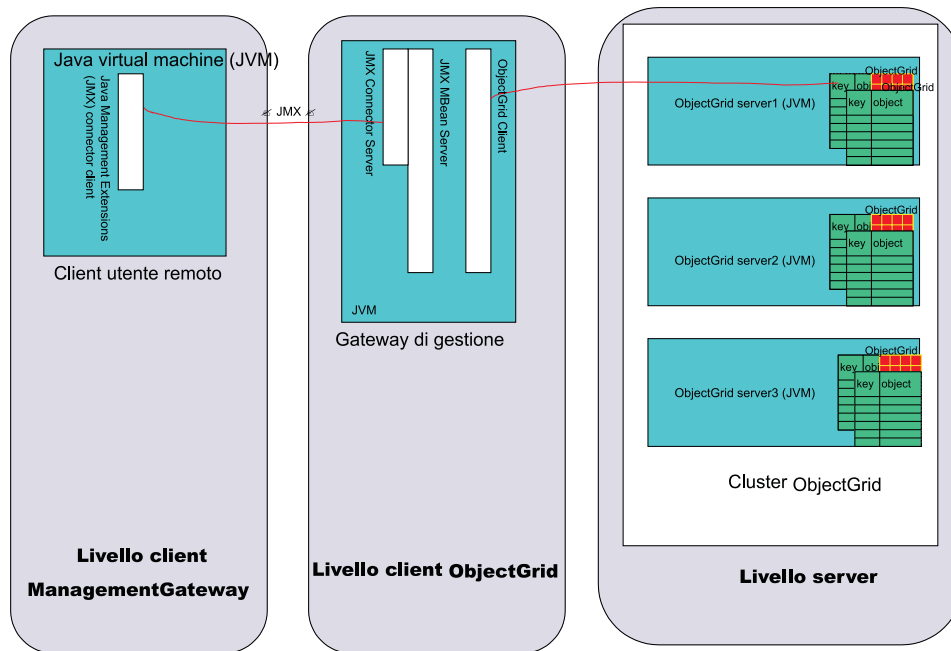 Java virtual machine (JVM)
Java Management Extensions
(JMX) connector client
Client utente remoto
Livello client
ManagementGateway
JMX
JMX Connector Server
JMX MBean Server
ObjectGrid Client
JVM
Gateway di gestione
Livello client ObjectGrid
ObjectGrid server1 (JVM)
ObjectGrid
ObjectGrid
key obj
key object
ObjectGrid server2 (JVM)
ObjectGrid
key obj
key object
ObjectGrid server3 (JVM)
ObjectGrid
key obj
key object
Cluster ObjectGrid
Livello server